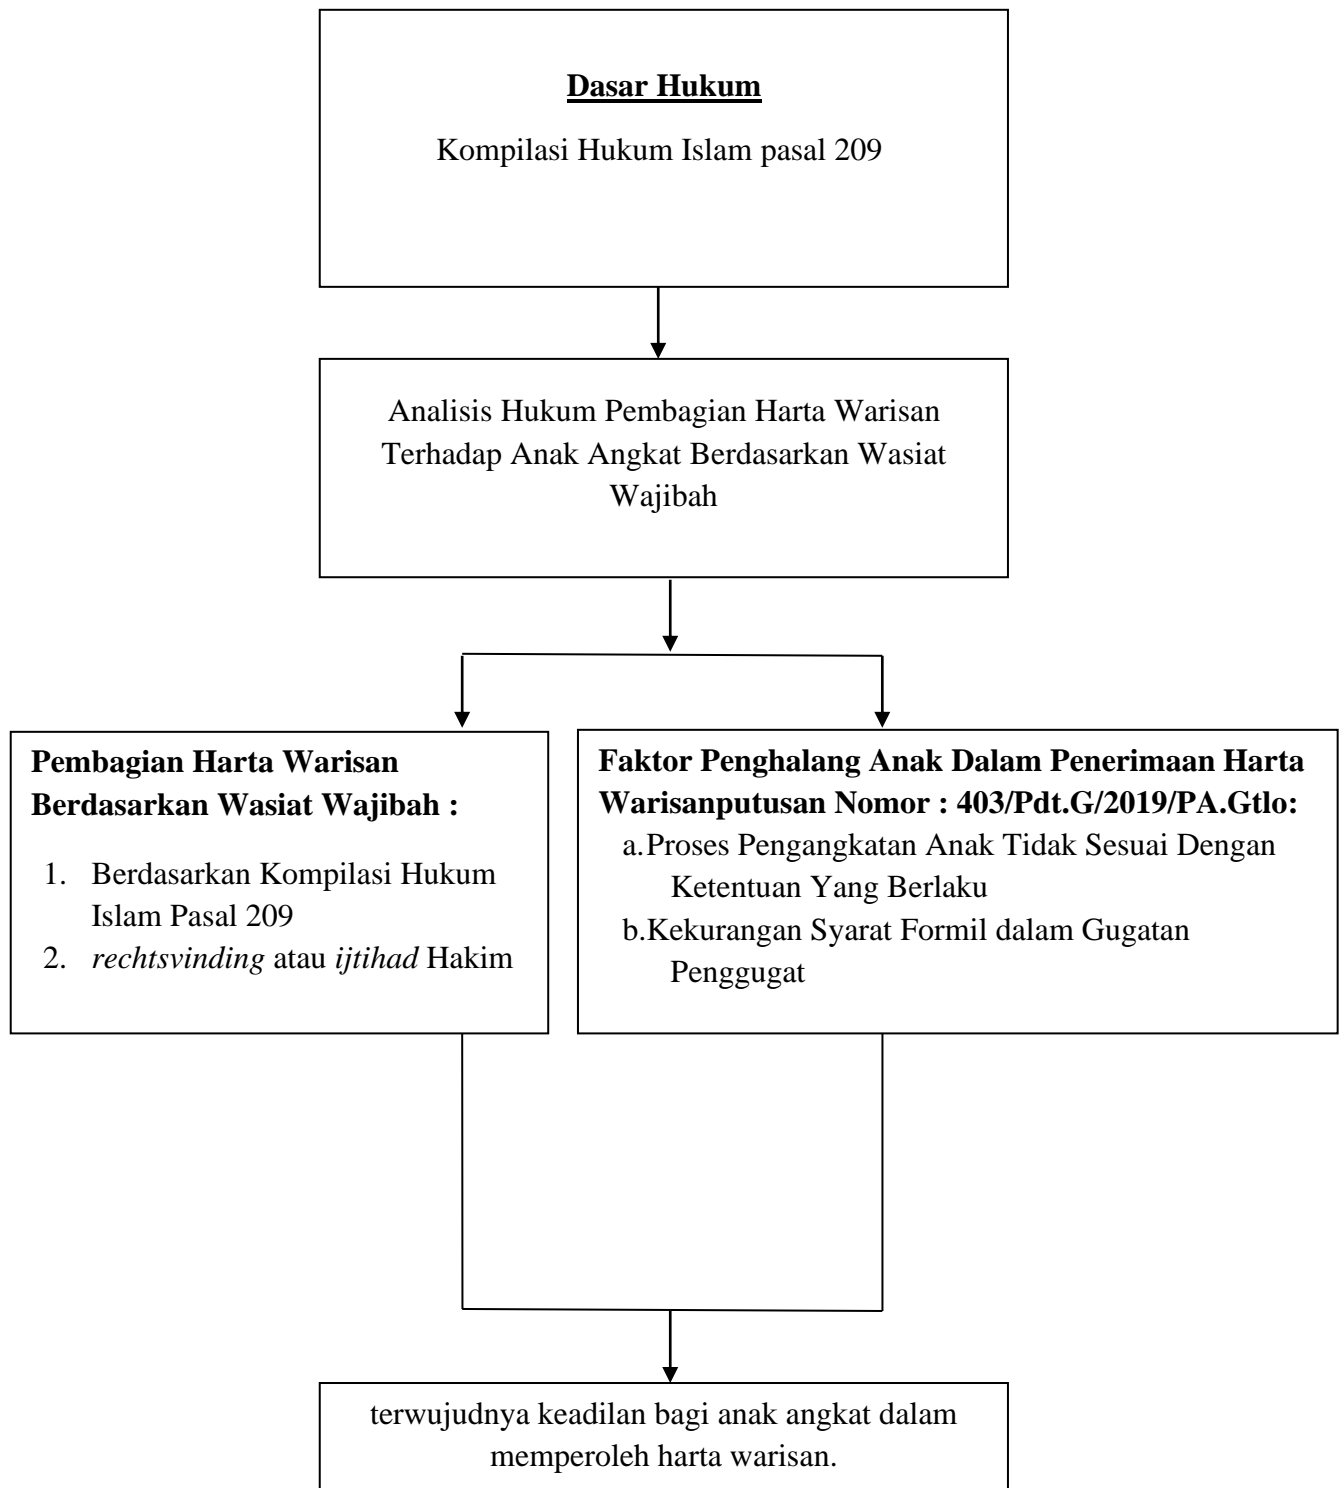 Dasar Hukum
Kompilasi Hukum Islam pasal 209
Analisis Hukum Pembagian Harta Warisan
Terhadap Anak Angkat Berdasarkan Wasiat
Wajibah
Pembagian Harta Warisan
Berdasarkan Wasiat Wajibah :
1. Berdasarkan Kompilasi Hukum
Islam Pasal 209
2. rechtsvinding atau ijtihad Hakim
Faktor Penghalang Anak Dalam Penerimaan Harta
Warisanputusan Nomor : 403/Pdt.G/2019/PA.Gtlo:
a.Proses Pengangkatan Anak Tidak Sesuai Dengan
Ketentuan Yang Berlaku
b.Kekurangan Syarat Formil dalam Gugatan
Penggugat
terwujudnya keadilan bagi anak angkat dalam
memperoleh harta warisan.